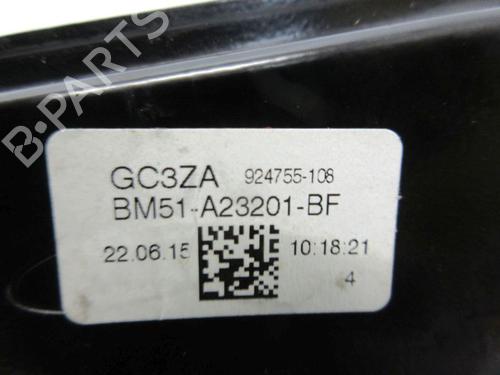 B-PARTS
GC3ZA 924755-108
BM51-A23201-BF
22.06.15 10:18:21
4